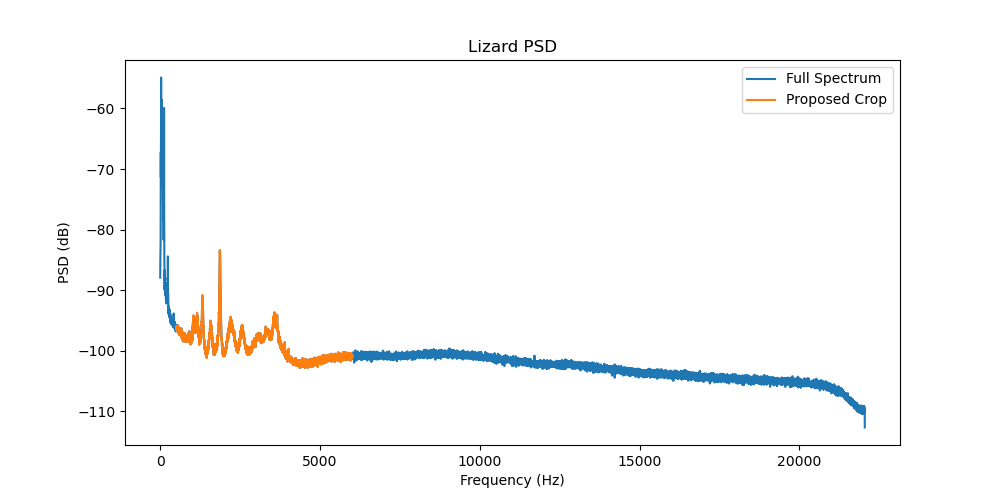 Lizard PSD
Full Spectrum
Proposed Crop
PSD (dB)
−60
−70
−80
−90
−100
−110
0
5000
10000
15000
20000
Frequency (Hz)